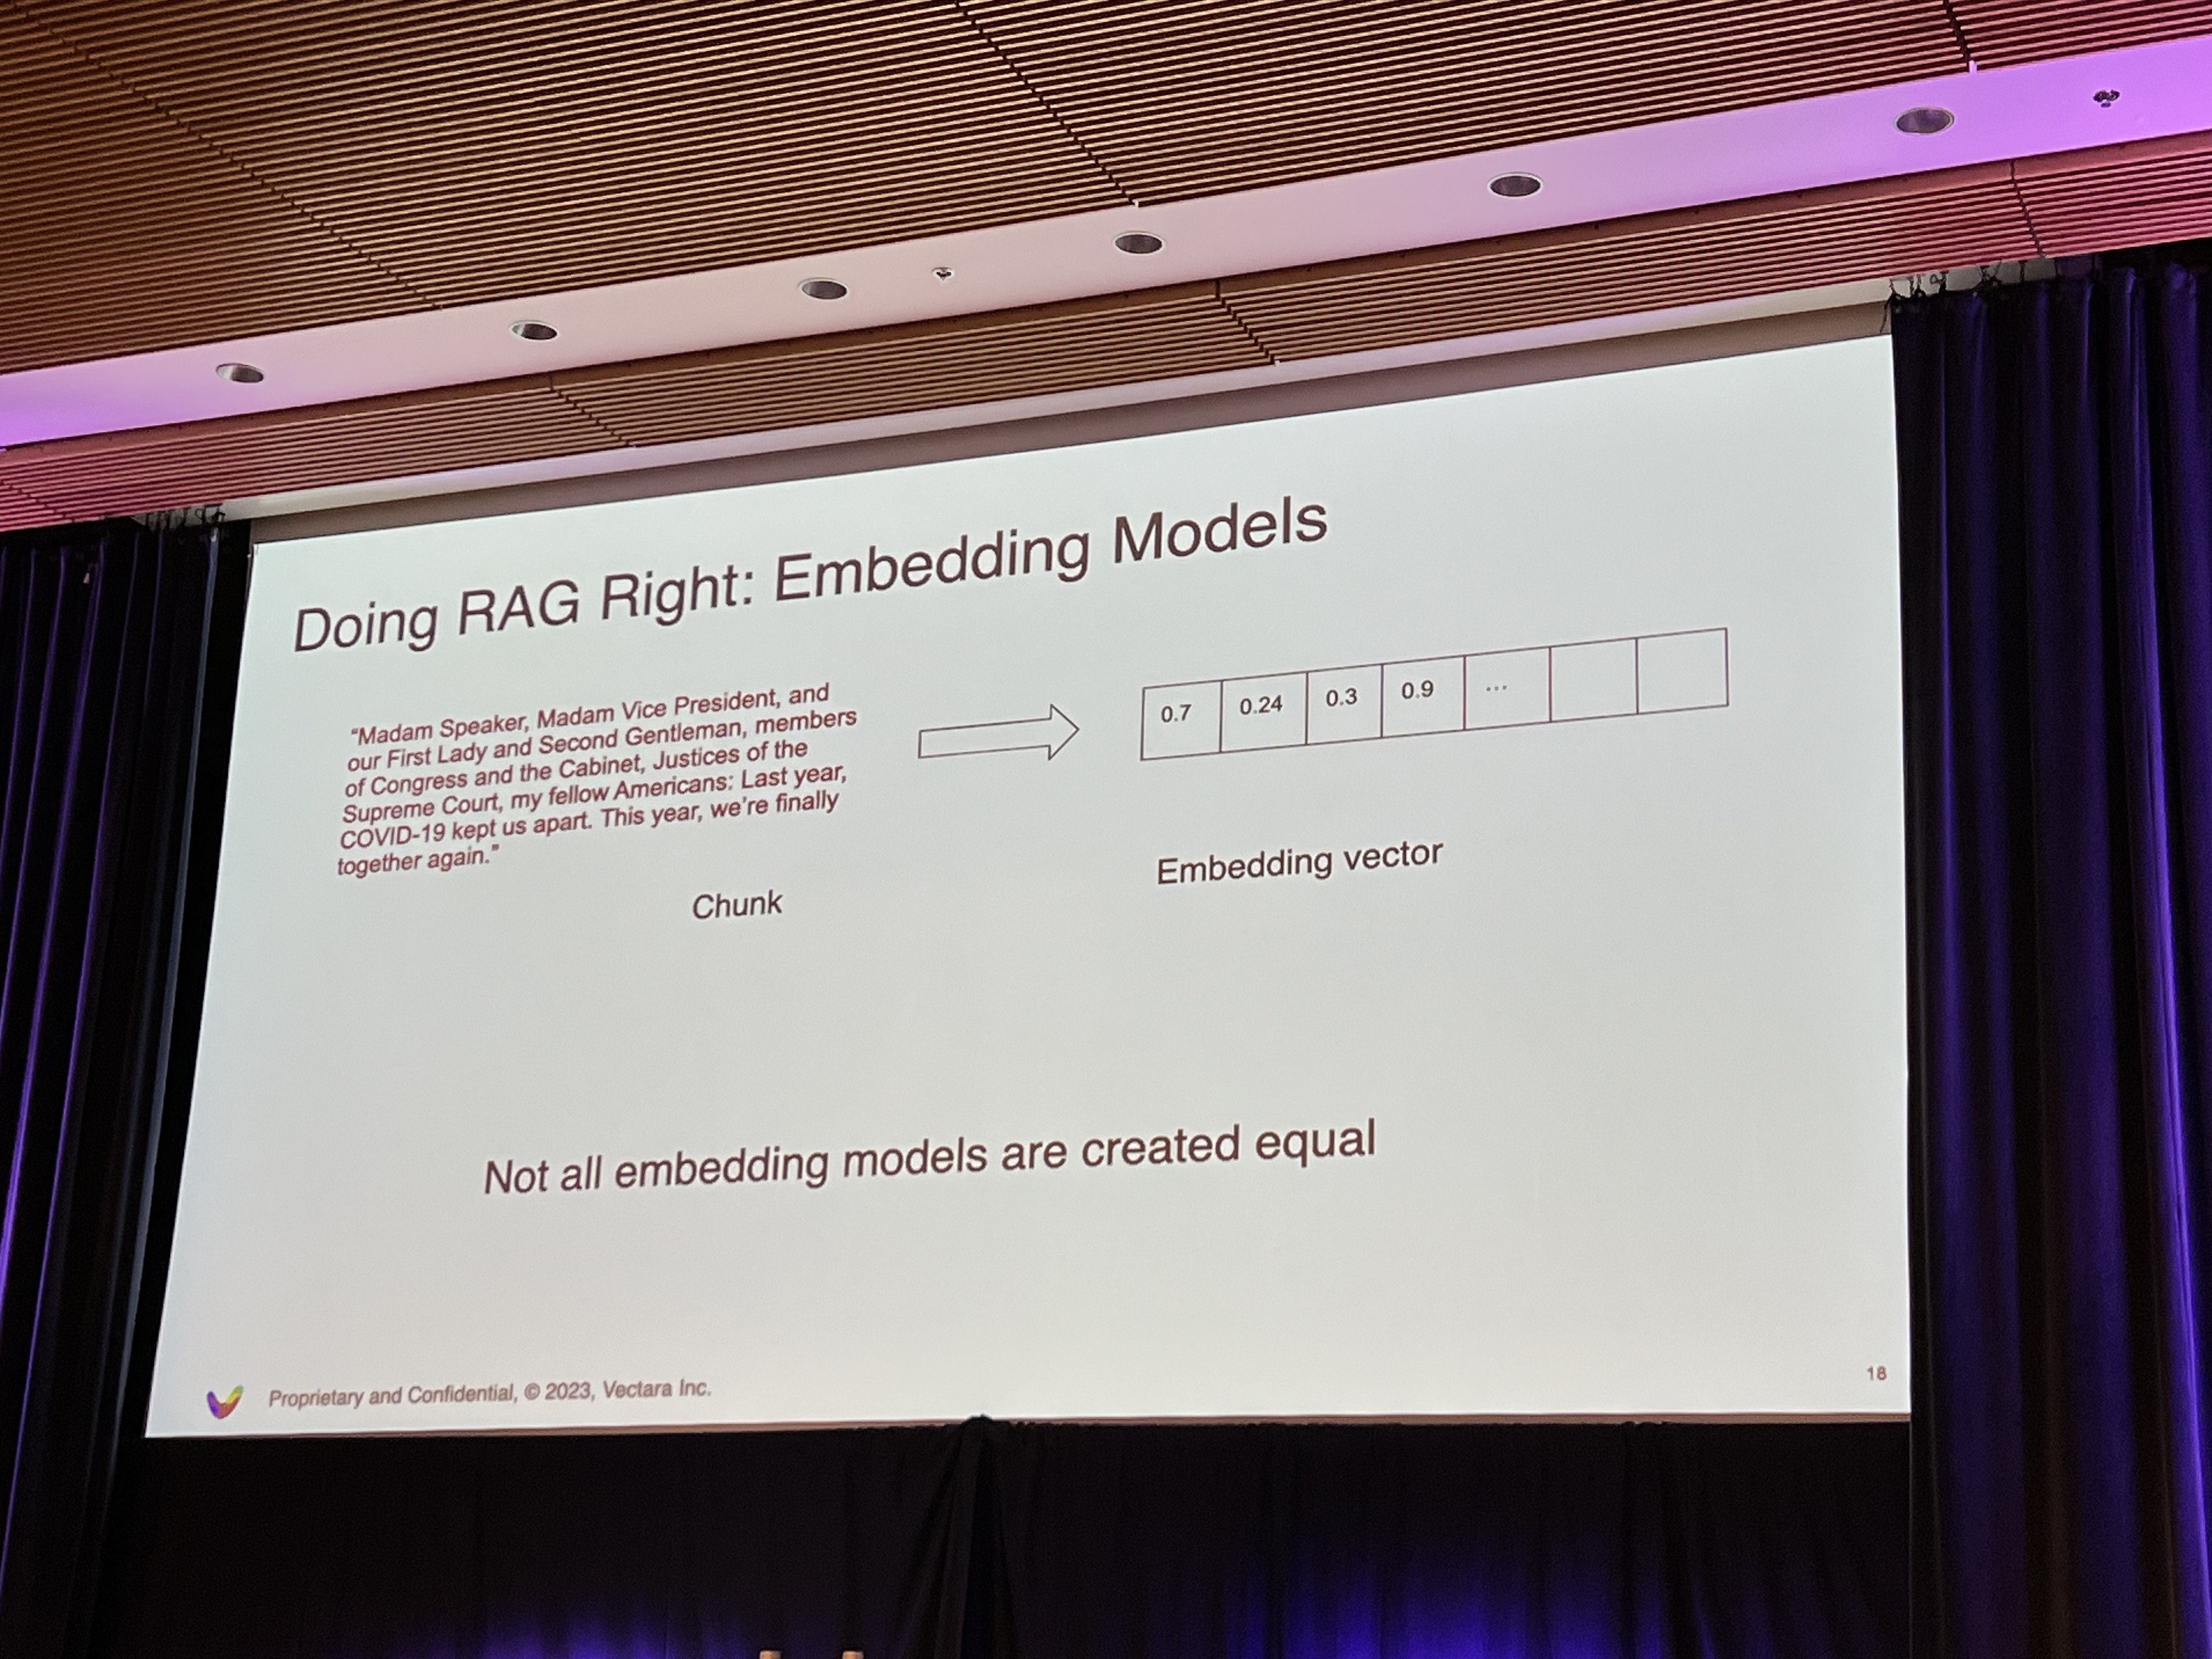 Doing RAG Right: Embedding Models
"Madam Speaker, Madam Vice President, and
our First Lady and Second Gentleman, members
of Congress and the Cabinet, Justices of the
Supreme Court, my fellow Americans: Last year,
COVID-19 kept us apart. This year, we're finally
together again."
Chunk
0.7 0.24 0.3 0.9 ...
Embedding vector
Not all embedding models are created equal
Proprietary and Confidential, © 2023, Vectara Inc.
18